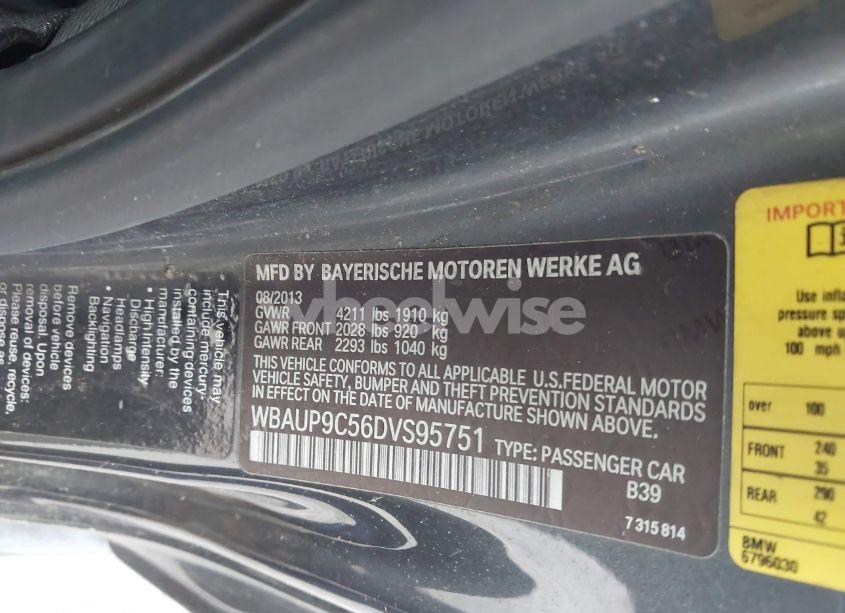 MFD BY BAYERISCHE MOTOREN WERKE AG
08/2013
GVWR 4211 lbs 1910 kg
GAWR FRONT 2028 lbs 920 kg
GAWR REAR 2293 lbs 1040 kg
THIS VEHICLE CONFORMS TO ALL APPLICABLE U.S.FEDERAL MOTOR
VEHICLE SAFETY, BUMPER AND THEFT PREVENTION STANDARDS
IN EFFECT ON THE DATE OF MANUFACTURE SHOWN ABOVE.
WBAUP9C56DVS95751 TYPE: PASSENGER CAR
B39
7 315 814
wheelwise
This vehicle may
include mercury-
containing devices
installed by the
manufacturer:
• High Intensity
Discharge
Headlamps
• Backlighting
Remove devices
before vehicle
disposal. Upon
removal of devices:
Please reuse, recycle,
or dispose as
IMPORT
Use infla
pressure sp
above u
100 mph
over 100
FRONT 240
35
REAR 290
42
BMW
6796030